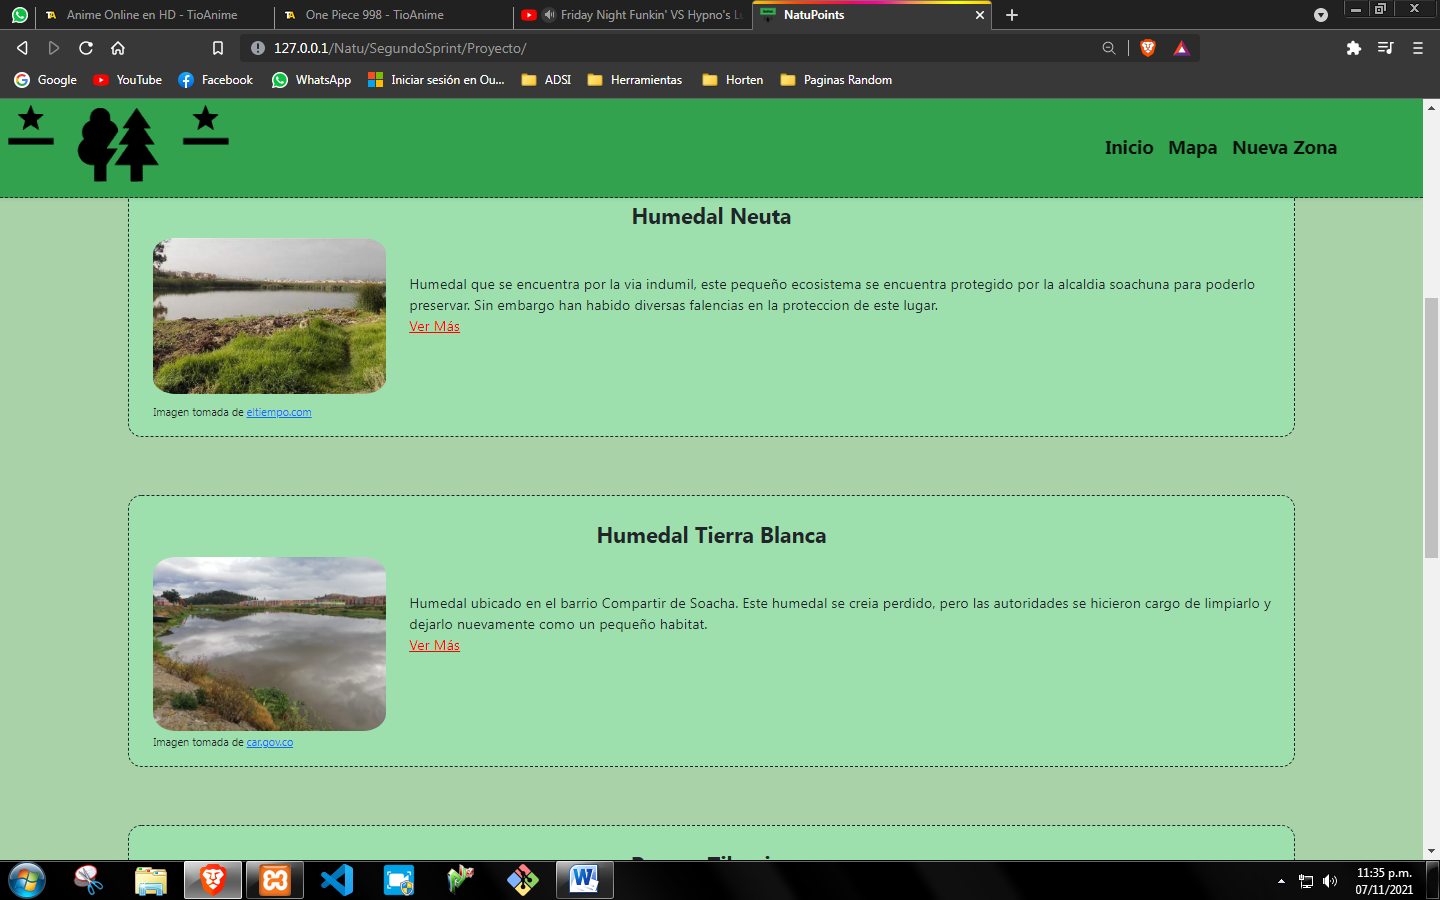 Anime Online en HD - TioAnime
One Piece 998 - TioAnime
Friday Night Funkin' VS Hypno's L
NatuPoints
127.0.0.1/Natu/SegundoSprint/Proyecto/
Google
YouTube
Facebook
WhatsApp
Iniciar sesión en Ou...
ADSI
Herramientas
Horten
Paginas Random
Inicio
Mapa
Nueva Zona
Humedal Neuta
Humedal que se encuentra por la via indumil, este pequeño ecosistema se encuentra protegido por la alcaldia soachuna para poderlo
preservar. Sin embargo han habido diversas falencias en la proteccion de este lugar.
Ver Más
Imagen tomada de eltiempo.com
Humedal Tierra Blanca
Humedal ubicado en el barrio Compartir de Soacha. Este humedal se creia perdido, pero las autoridades se hicieron cargo de limpiarlo y
dejarlo nuevamente como un pequeño habitat.
Ver Más
Imagen tomada de car.gov.co
11:35 p.m.
07/11/2021